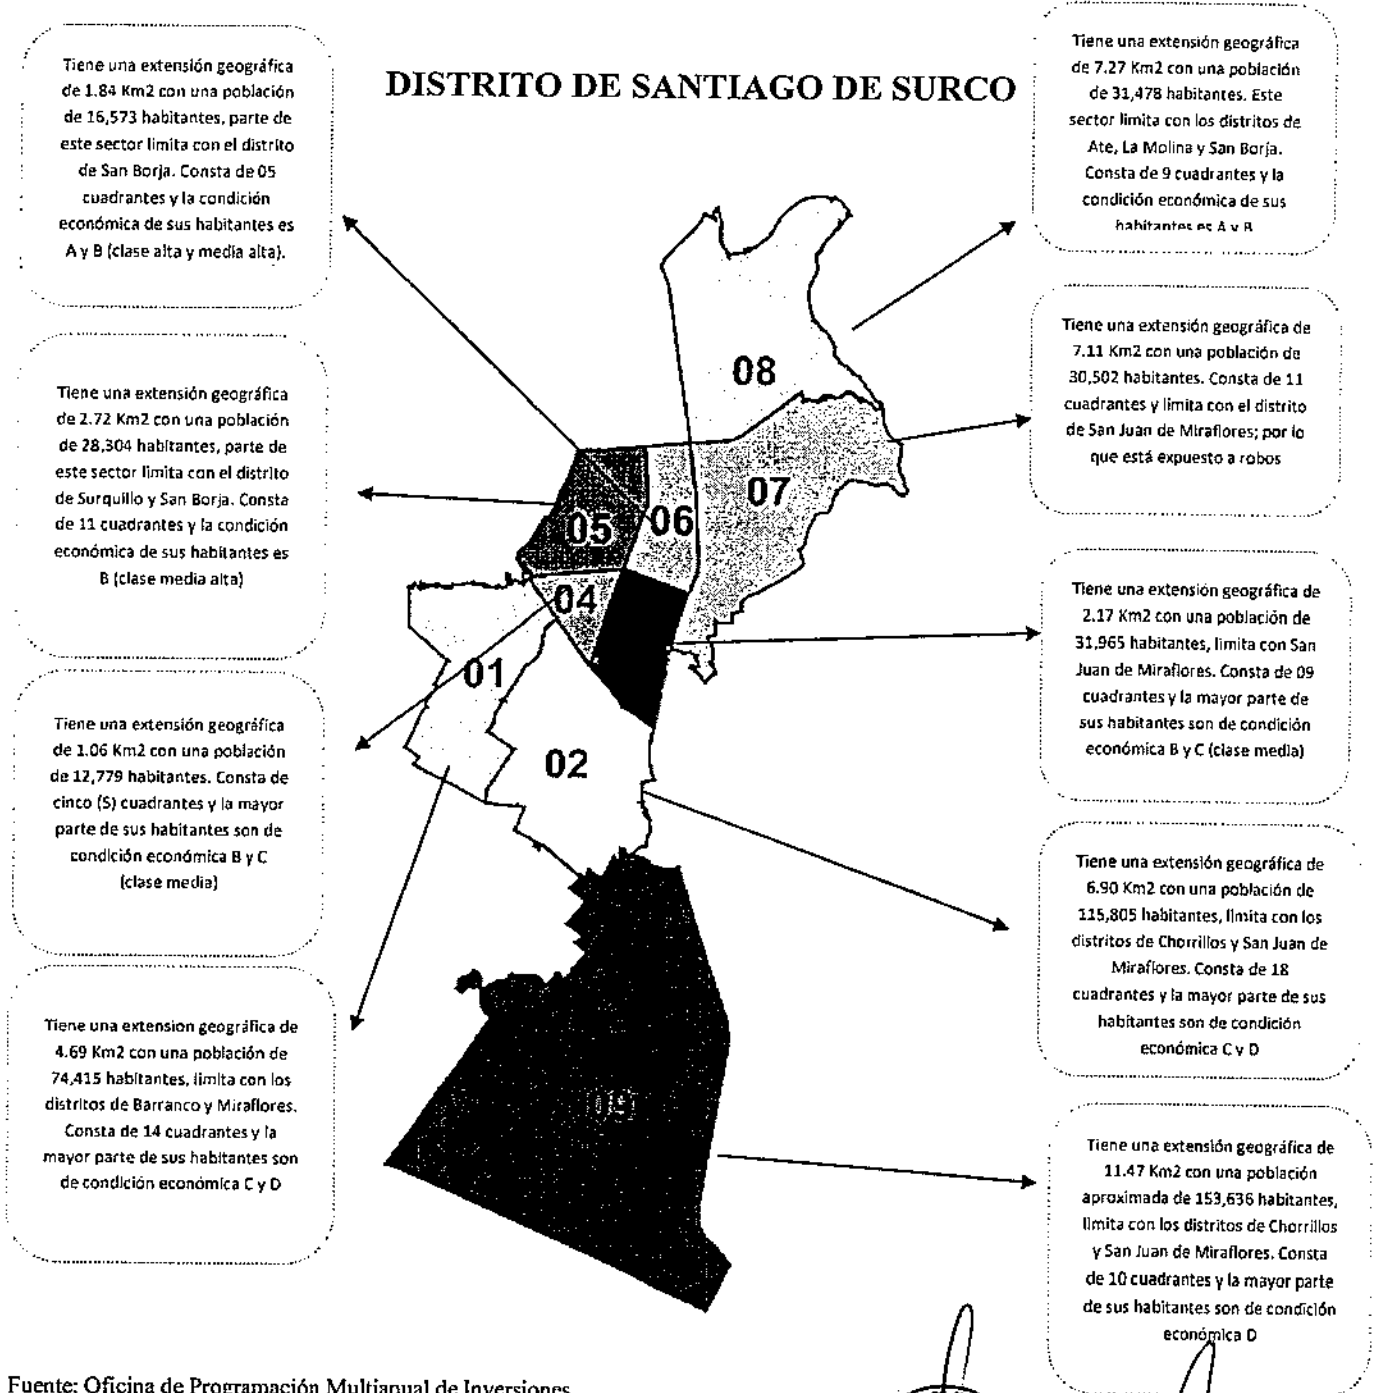 DISTRITO DE SANTIAGO DE SURCO
Tiene una extensión geográfica
de 1.84 Km2 con una población
de 16,573 habitantes, parte de
este sector limita con el distrito
de San Borja. Consta de 05
cuadrantes y la condición
económica de sus habitantes es
A y B (clase alta y media alta).
Tiene una extensión geográfica
de 2.72 Km2 con una población
de 28,304 habitantes, parte de
este sector limita con el distrito
de Surquillo y San Borja. Consta
de 11 cuadrantes y la condición
económica de sus habitantes es
B (clase media alta)
Tiene una extensión geográfica
de 1.06 Km2 con una población
de 12,779 habitantes. Consta de
cinco (5) cuadrantes y la mayor
parte de sus habitantes son de
condición económica B y C
(clase media)
Tiene una extension geográfica de
4.69 Km2 con una población de
74,415 habitantes, limita con los
distritos de Barranco y Miraflores.
Consta de 14 cuadrantes y la
mayor parte de sus habitantes son
de condición económica C y D
08
07
05
06
04
01
02
09
Tiene una extensión geográfica
de 7.27 Km2 con una población
de 31,478 habitantes. Este
sector limita con los distritos de
Ate, La Molina y San Borja.
Consta de 9 cuadrantes y la
condición económica de sus
habitantes es A y B
Tiene una extensión geográfica de
7.11 Km2 con una población de
30,502 habitantes. Consta de 11
cuadrantes y limita con el distrito
de San Juan de Miraflores; por lo
que está expuesto a robos
Tiene una extensión geográfica de
2.17 Km2 con una población de
31,965 habitantes, limita con San
Juan de Miraflores. Consta de 09
cuadrantes y la mayor parte de
sus habitantes son de condición
económica B y C (clase media)
Tiene una extensión geográfica de
6.90 Km2 con una población de
115,805 habitantes, limita con los
distritos de Chorrillos y San Juan de
Miraflores. Consta de 18
cuadrantes y la mayor parte de sus
habitantes son de condición
económica C y D
Tiene una extensión geográfica de
11.47 Km2 con una población
aproximada de 153,636 habitantes,
limita con los distritos de Chorrillos
y San Juan de Miraflores. Consta
de 10 cuadrantes y la mayor parte
de sus habitantes son de condición
económica D
Fuente: Oficina de Programación Multianual de Inversiones